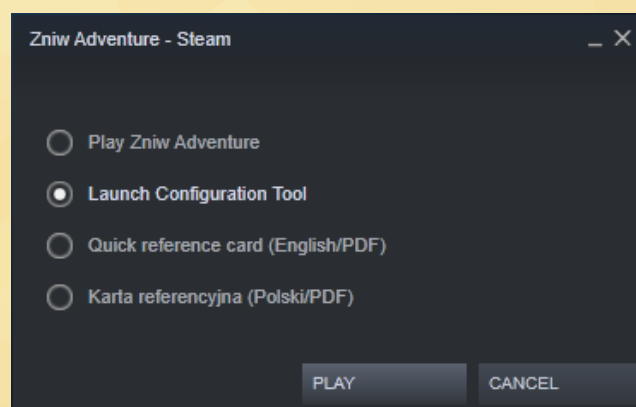 Zniw Adventure - Steam
Play Zniw Adventure
Launch Configuration Tool
Quick reference card (English/PDF)
Karta referencyjna (Polski/PDF)
PLAY CANCEL